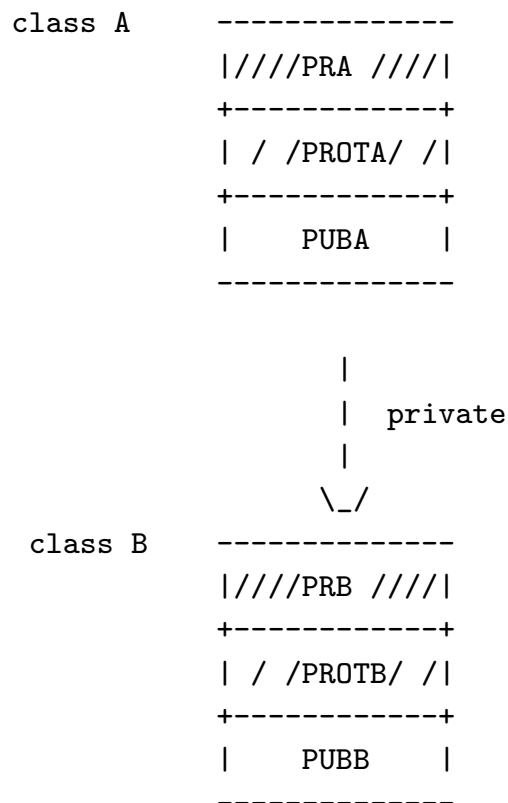 class A --------------
|////PRA ////|
+------------+
| / /PROTA/ /|
+------------+
| PUBA |
--------------
|
| private
|
\_/
class B --------------
|////PRB ////|
+------------+
| / /PROTB/ /|
+------------+
| PUBB |
--------------